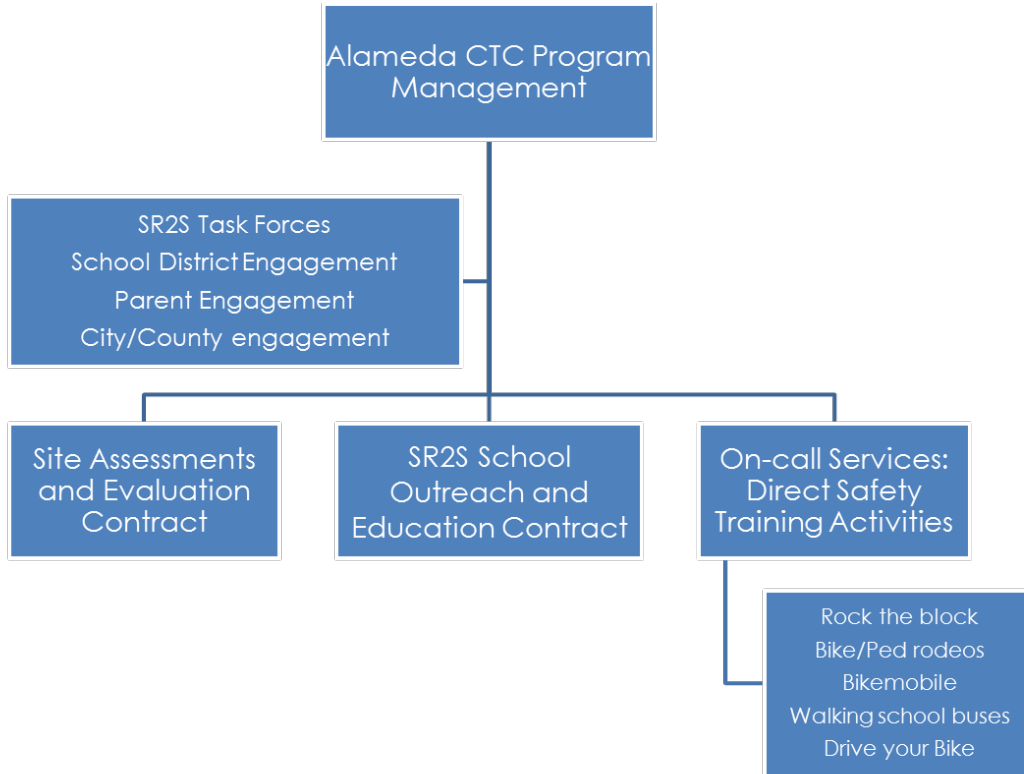 Alameda CTC Program
Management
SR2S Task Forces
School District Engagement
Parent Engagement
City/County engagement
Site Assessments
and Evaluation
Contract
SR2S School
Outreach and
Education Contract
On-call Services:
Direct Safety
Training Activities
Rock the block
Bike/Ped rodeos
Bikemobile
Walking school buses
Drive your Bike